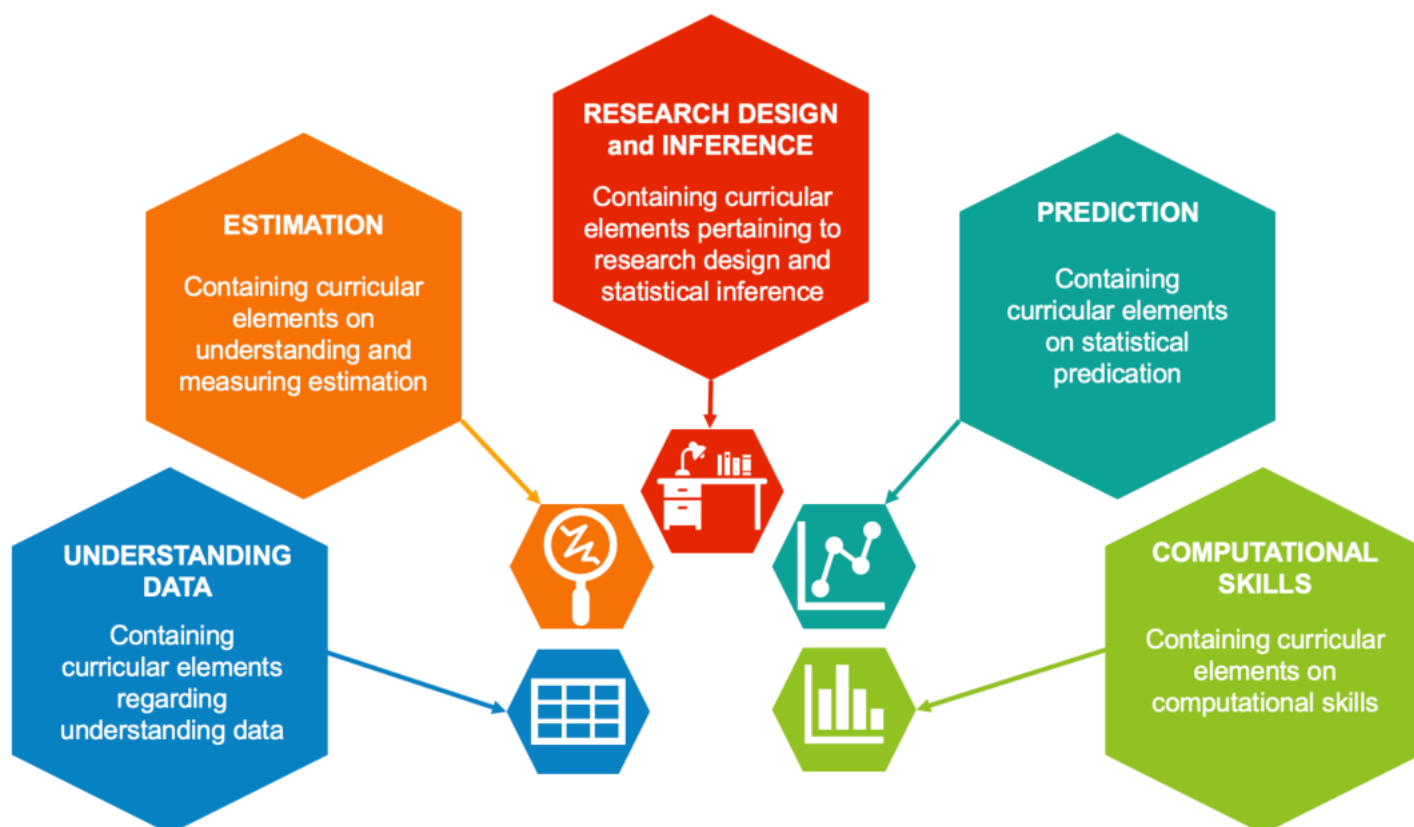 RESEARCH DESIGN
and INFERENCE
Containing curricular
elements pertaining to
research design and
statistical inference
ESTIMATION
Containing curricular
elements on
understanding and
measuring estimation
PREDICTION
Containing
curricular elements
on statistical
predication
UNDERSTANDING
DATA
Containing
curricular elements
regarding
understanding data
COMPUTATIONAL
SKILLS
Containing curricular
elements on
computational skills